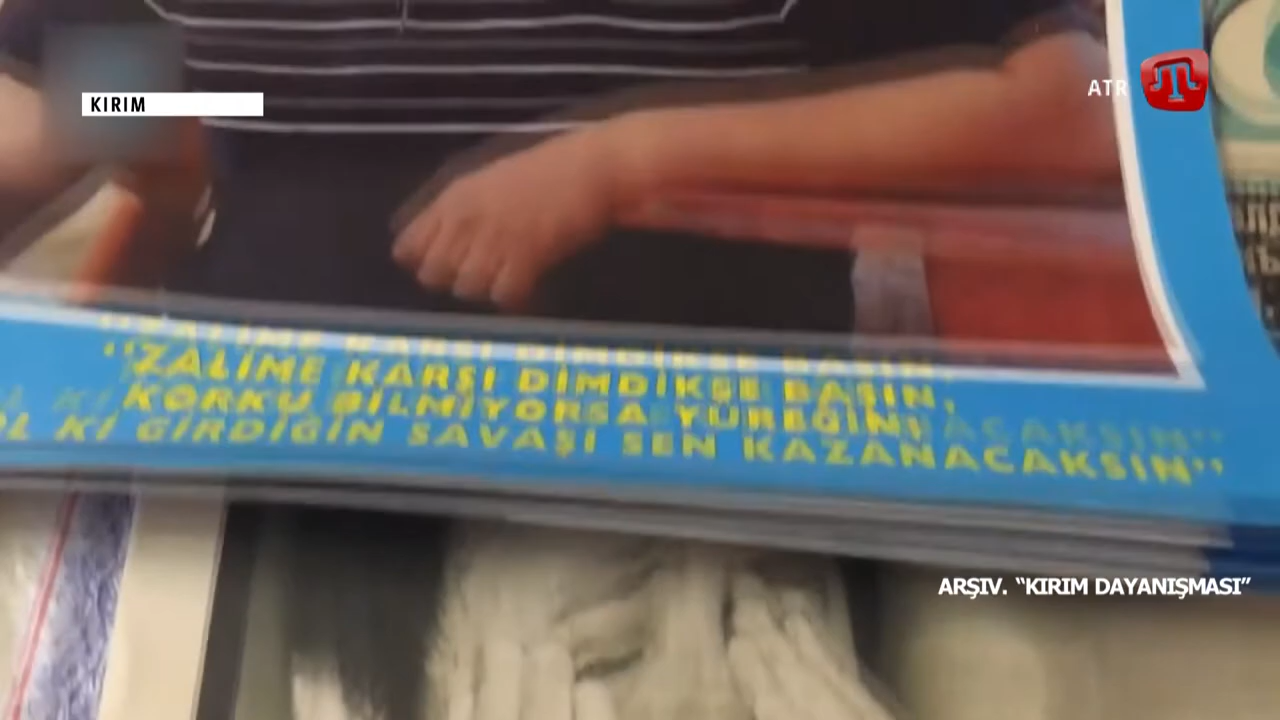 ATR
KIRIM
"ZALİME KARŞI DİMDİKSE BAŞIN,
KORKU BİLMİYORSA YÜREĞİN;
Kİ GİRDİĞİN SAVAŞI SEN KAZANACAKSIN"
ARŞIV. "KIRIM DAYANIŞMASI"